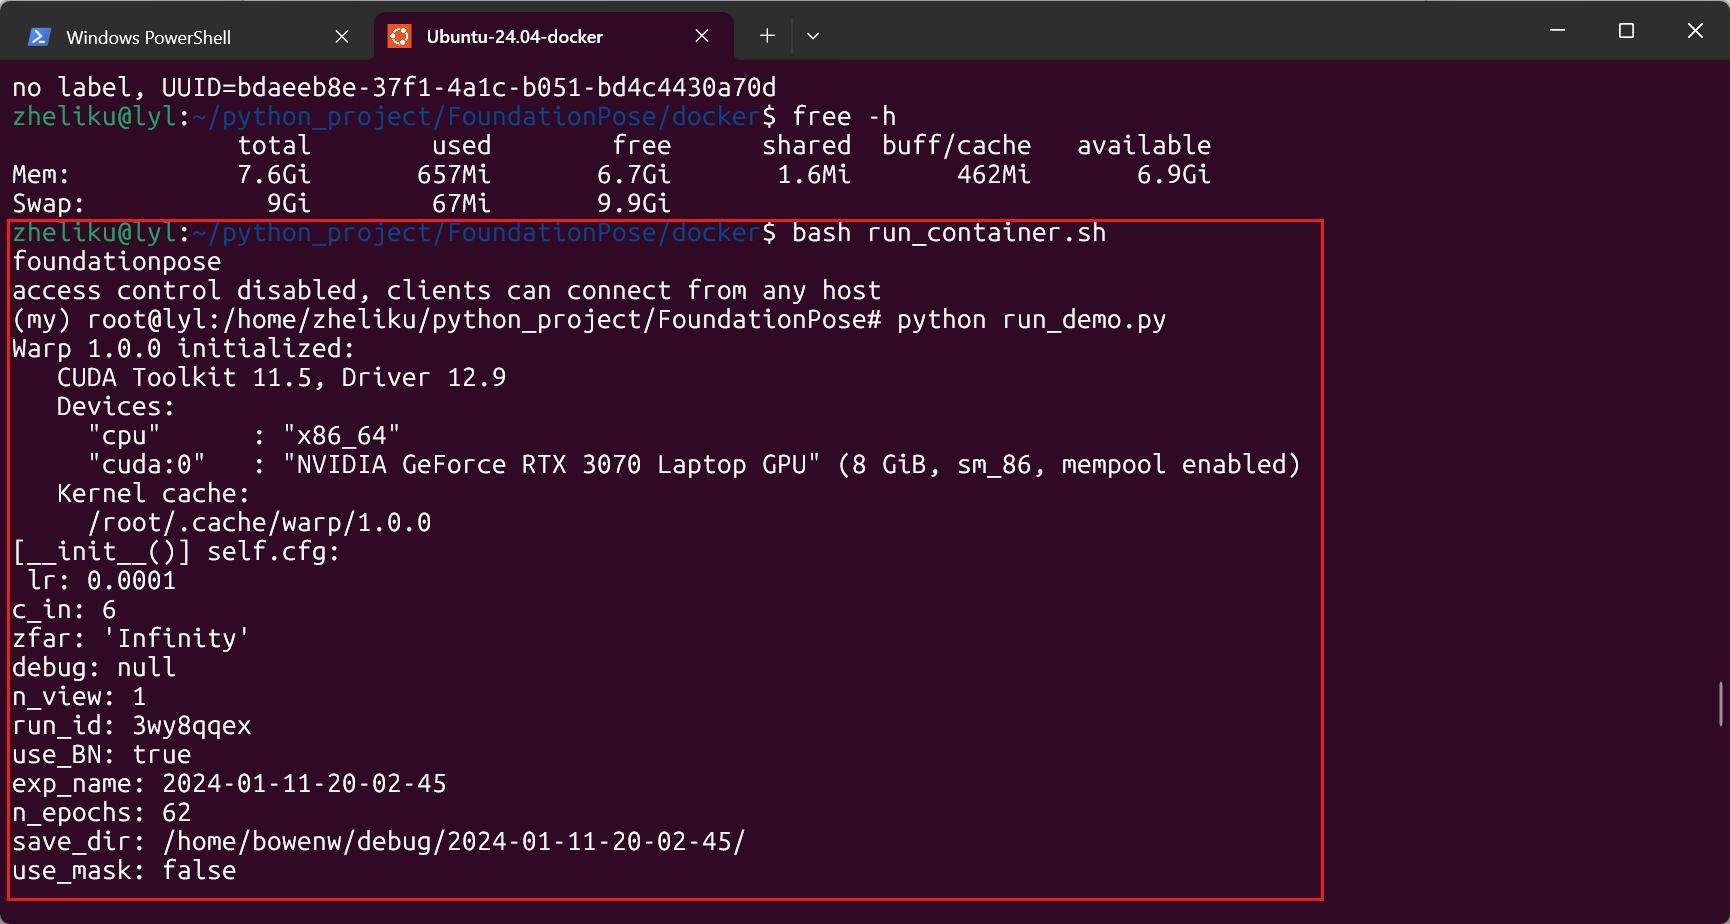 Windows PowerShell
Ubuntu-24.04-docker
no label, UUID=bdaeeb8e-37f1-4a1c-b051-bd4c4430a70d
zheliku@lyl:~/python_project/FoundationPose/docker$ free -h
total used free shared buff/cache available
Mem: 7.6Gi 657Mi 6.7Gi 1.6Mi 462Mi 6.9Gi
Swap: 9Gi 67Mi 9.9Gi
zheliku@lyl:~/python_project/FoundationPose/docker$ bash run_container.sh
foundationpose
access control disabled, clients can connect from any host
(my) root@lyl:/home/zheliku/python_project/FoundationPose# python run_demo.py
Warp 1.0.0 initialized:
CUDA Toolkit 11.5, Driver 12.9
Devices:
"cpu" : "x86_64"
"cuda:0" : "NVIDIA GeForce RTX 3070 Laptop GPU" (8 GiB, sm_86, mempool enabled)
Kernel cache:
/root/.cache/warp/1.0.0
[__init__()] self.cfg:
lr: 0.0001
c_in: 6
zfar: 'Infinity'
debug: null
n_view: 1
run_id: 3wy8qqex
use_BN: true
exp_name: 2024-01-11-20-02-45
n_epochs: 62
save_dir: /home/bowenw/debug/2024-01-11-20-02-45/
use_mask: false